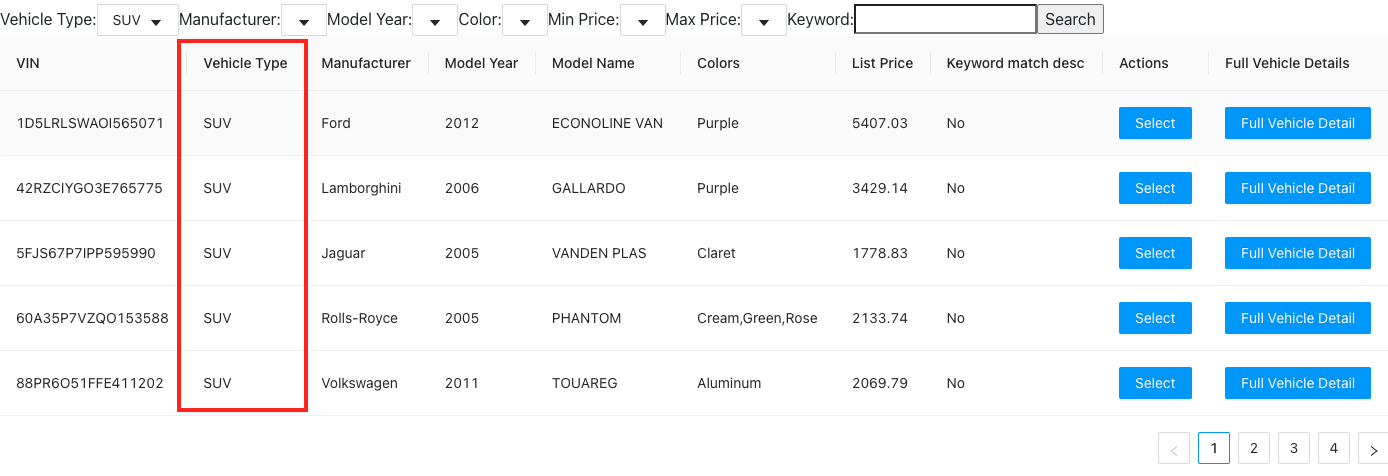 Vehicle Type: SUV Manufacturer: Model Year: Color: Min Price: Max Price: Keyword: Search
VIN Vehicle Type Manufacturer Model Year Model Name Colors List Price Keyword match desc Actions Full Vehicle Details
1D5LRLSWAOI565071 SUV Ford 2012 ECONOLINE VAN Purple 5407.03 No Select Full Vehicle Detail
42RZCIYGO3E765775 SUV Lamborghini 2006 GALLARDO Purple 3429.14 No Select Full Vehicle Detail
5FJS67P7IPP595990 SUV Jaguar 2005 VANDEN PLAS Claret 1778.83 No Select Full Vehicle Detail
60A35P7VZQO153588 SUV Rolls-Royce 2005 PHANTOM Cream,Green,Rose 2133.74 No Select Full Vehicle Detail
88PR6O51FFE411202 SUV Volkswagen 2011 TOUAREG Aluminum 2069.79 No Select Full Vehicle Detail
< 1 2 3 4 >